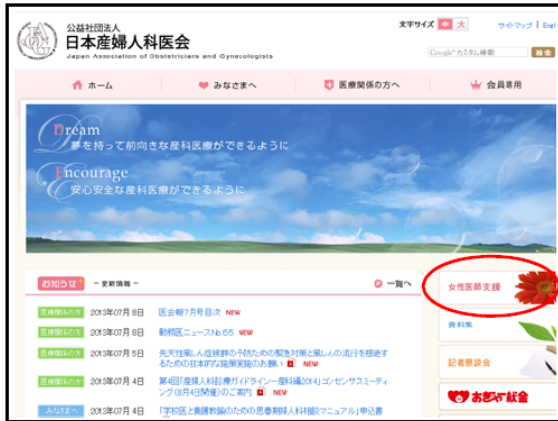 公益社団法人
日本産婦人科医会
Japan Association of Obstetricians and Gynecologists
文字サイズ 中 大
サイトマップ | Engl
Google カスタム検索 検索
ホーム
みなさまへ
医療関係の方へ
会員専用
Dream
夢を持って前向きな産科医療ができるように
Encourage
安心安全な産科医療ができるように
お知らせ －更新情報－ 一覧へ
医療関係の方 2013年07月08日 医会報7月号目次 NEW
医療関係の方 2013年07月08日 勤務医ニュースNo.65 NEW
医療関係の方 2013年07月05日 先天性風しん症候群の予防のための緊急対策と風しんの流行を根絶す
るための抜本的な施策実施のお願い NEW
医療関係の方 2013年07月04日 第4回「産婦人科診療ガイドライン－産科編2014」コンセンサスミーティ
ング(8月4日開催)のご案内 NEW
みなさまへ 2013年07月04日 「学校医と養護教諭のための思春期婦人科相談マニュアル」申込書
女性医師支援
資料集
記者懇談会
おぎゃー献金